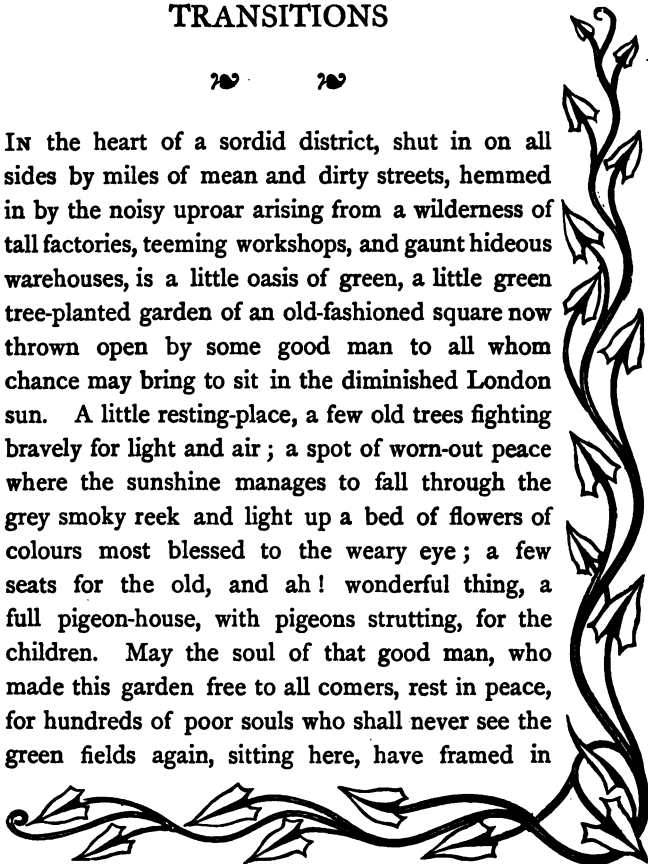 TRANSITIONS
In the heart of a sordid district, shut in on all
sides by miles of mean and dirty streets, hemmed
in by the noisy uproar arising from a wilderness of
tall factories, teeming workshops, and gaunt hideous
warehouses, is a little oasis of green, a little green
tree-planted garden of an old-fashioned square now
thrown open by some good man to all whom
chance may bring to sit in the diminished London
sun. A little resting-place, a few old trees fighting
bravely for light and air; a spot of worn-out peace
where the sunshine manages to fall through the
grey smoky reek and light up a bed of flowers of
colours most blessed to the weary eye; a few
seats for the old, and ah! wonderful thing, a
full pigeon-house, with pigeons strutting, for the
children. May the soul of that good man, who
made this garden free to all comers, rest in peace,
for hundreds of poor souls who shall never see the
green fields again, sitting here, have framed in